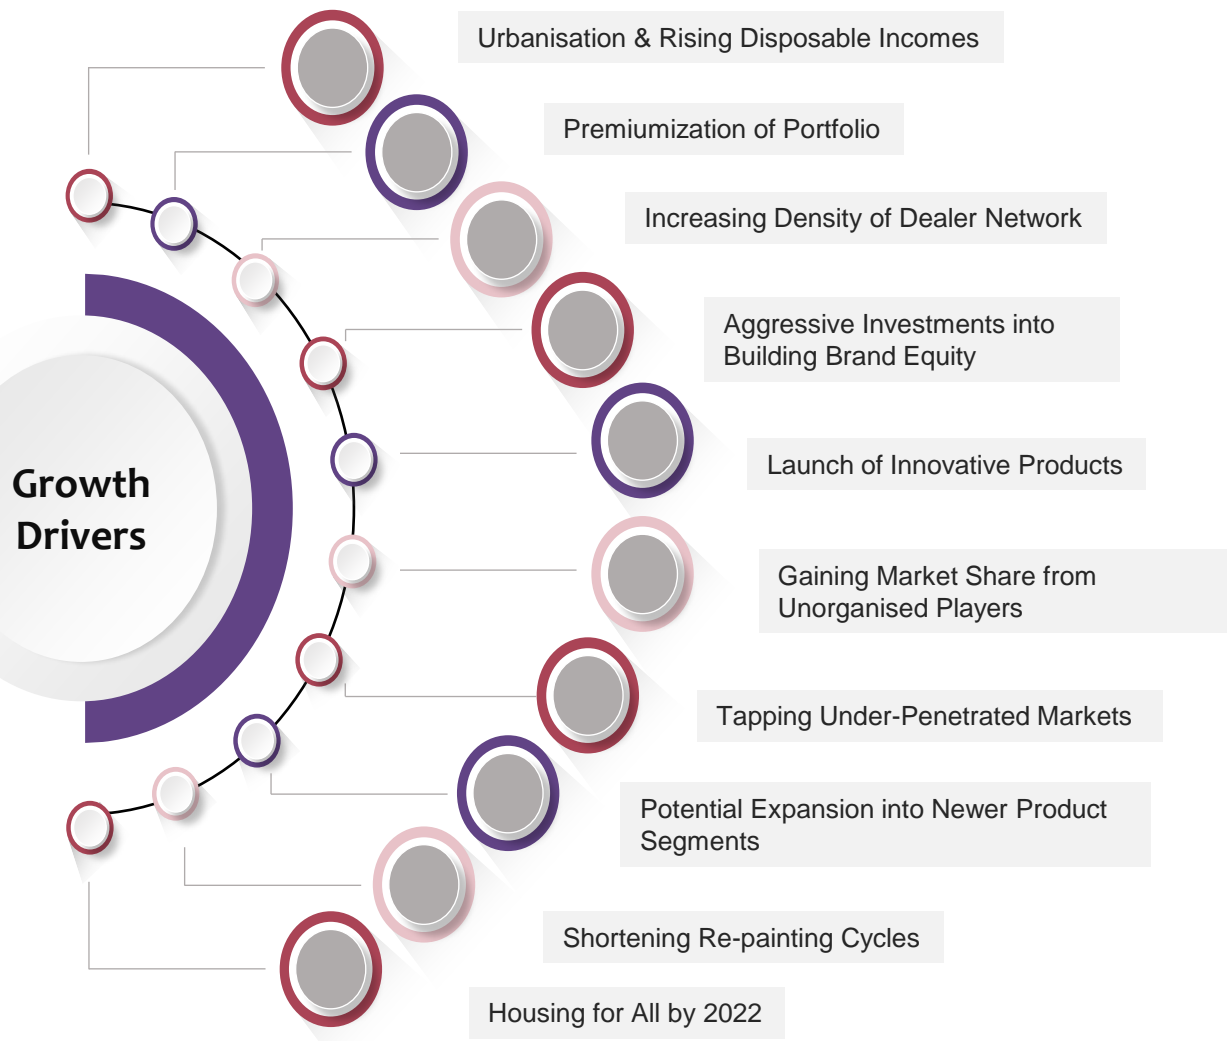 Urbanisation & Rising Disposable Incomes
Premiumization of Portfolio
Increasing Density of Dealer Network
Aggressive Investments into
Building Brand Equity
Launch of Innovative Products
Growth
Drivers
Gaining Market Share from
Unorganised Players
Tapping Under-Penetrated Markets
Potential Expansion into Newer Product
Segments
Shortening Re-painting Cycles
Housing for All by 2022